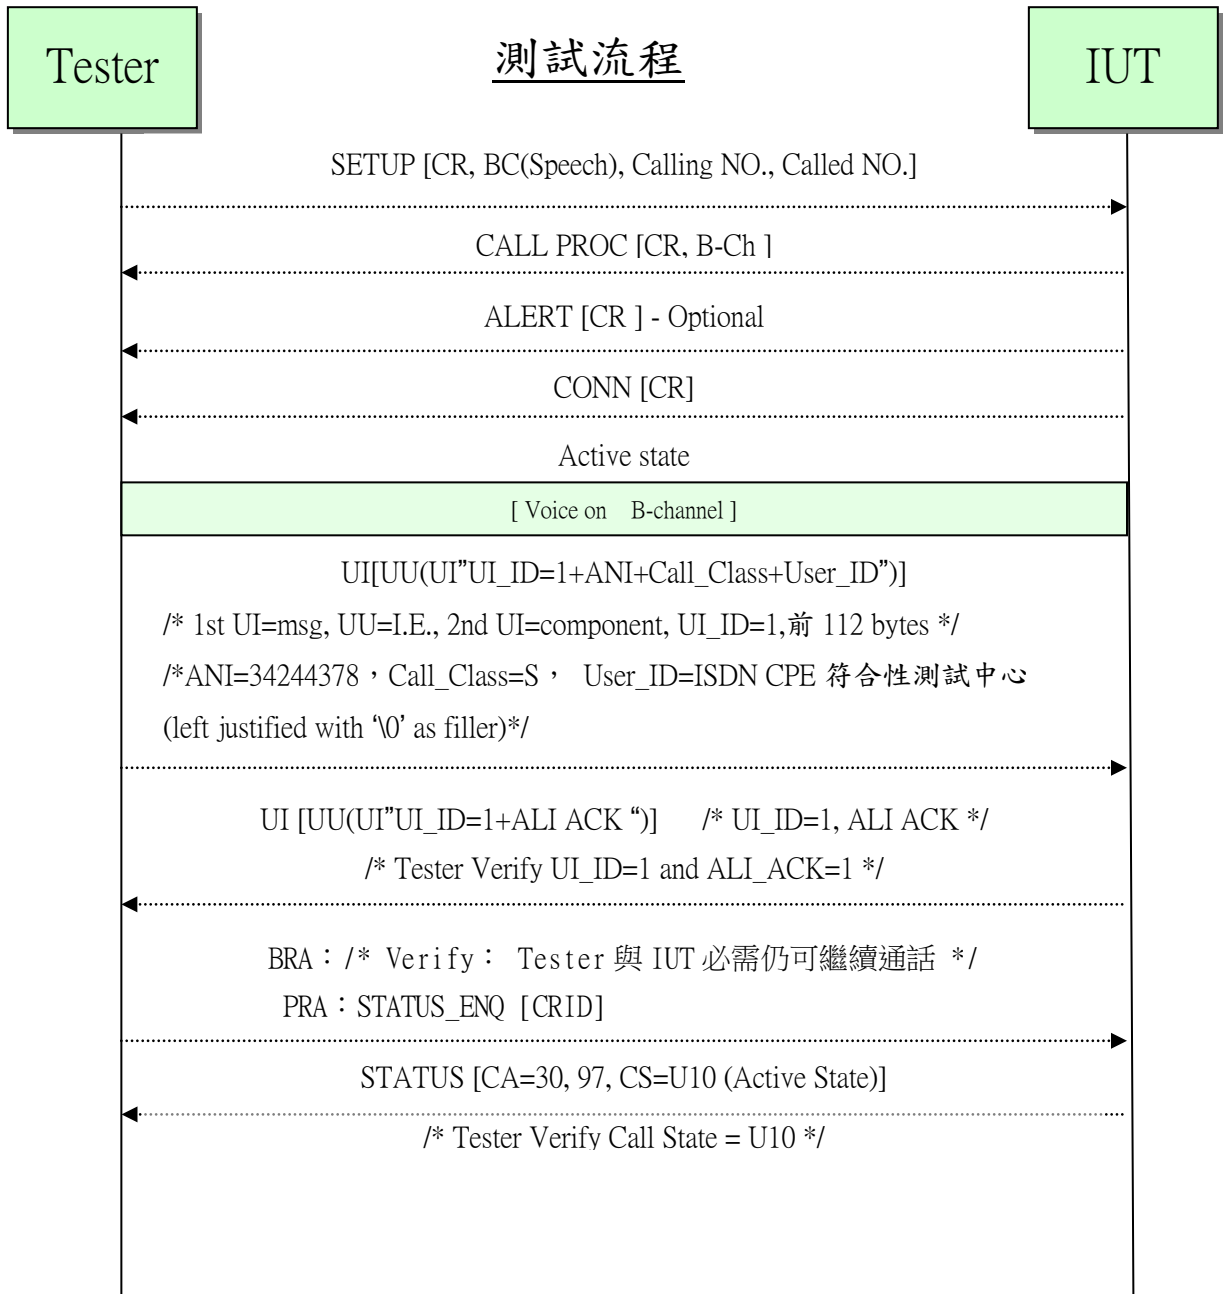 Tester
測試流程
IUT
SETUP [CR, BC(Speech), Calling NO., Called NO.]
CALL PROC [CR, B-Ch ]
ALERT [CR ] - Optional
CONN [CR]
Active state
[ Voice on B-channel ]
UI[UU(UI”UI_ID=1+ANI+Call_Class+User_ID”)]
/* 1st UI=msg, UU=I.E., 2nd UI=component, UI_ID=1,前 112 bytes */
/*ANI=34244378，Call_Class=S， User_ID=ISDN CPE 符合性測試中心
(left justified with ‘\0’ as filler)*/
UI [UU(UI”UI_ID=1+ALI ACK “)] /* UI_ID=1, ALI ACK */
/* Tester Verify UI_ID=1 and ALI_ACK=1 */
BRA：/* Verify： Tester 與 IUT 必需仍可繼續通話 */
PRA：STATUS_ENQ [CRID]
STATUS [CA=30, 97, CS=U10 (Active State)]
/* Tester Verify Call State = U10 */